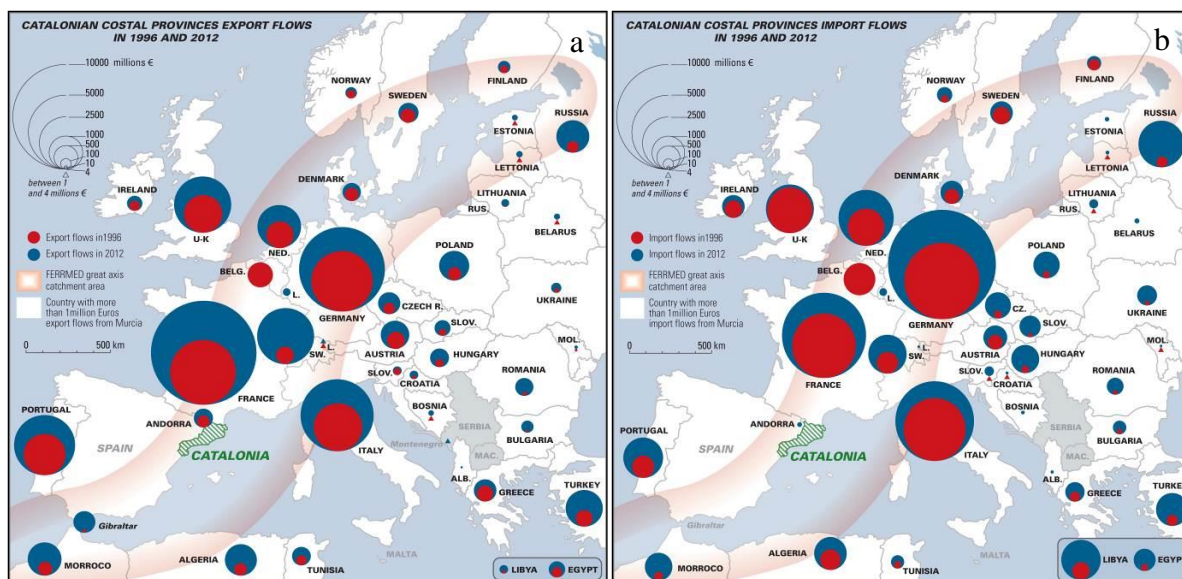 CATALONIAN COSTAL PROVINCES EXPORT FLOWS
IN 1996 AND 2012
a
10000 millions €
5000
2500
1000
500
100
10
4
between 1
and 4 millions €
Export flows in 1996
Export flows in 2012
FERRMED great axis
catchment area
Country with more
than 1million Euros
export flows from Murcia
0 500 km
NORWAY
FINLAND
SWEDEN
RUSSIA
ESTONIA
LETTONIA
DENMARK
IRELAND
LITHUANIA
RUS.
U-K
NED.
BELARUS
POLAND
BELG.
L.
GERMANY
CZECH R.
UKRAINE
SLOV.
L.
SW.
AUSTRIA
HUNGARY
MOL.
FRANCE
SLOV.
CROATIA
ROMANIA
PORTUGAL
ANDORRA
BOSNIA
SERBIA
SPAIN
CATALONIA
ITALY
Montenegro
BULGARIA
MAC.
ALB.
GREECE
TURKEY
Gibraltar
MORROCO
ALGERIA
TUNISIA
MALTA
LIBYA EGYPT
CATALONIAN COSTAL PROVINCES IMPORT FLOWS
IN 1996 AND 2012
b
10000 millions €
5000
2500
1000
500
100
10
4
between 1
and 4 millions €
Import flows in 1996
Import flows in 2012
FERRMED great axis
catchment area
Country with more
than 1million Euros
import flows from Murcia
0 500 km
NORWAY
FINLAND
SWEDEN
RUSSIA
ESTONIA
LETTONIA
DENMARK
IRELAND
LITHUANIA
RUS.
U-K
NED.
BELARUS
POLAND
BELG.
L.
GERMANY
CZ.
UKRAINE
SLOV.
L.
SW.
AUSTRIA
HUNGARY
MOL.
FRANCE
SLOV.
CROATIA
ROMANIA
BOSNIA
PORTUGAL
ANDORRA
SERBIA
SPAIN
CATALONIA
ITALY
BULGARIA
MAC.
ALB.
GREECE
TURKEY
Gibraltar
MORROCO
ALGERIA
TUNISIA
MALTA
LIBYA EGYPT